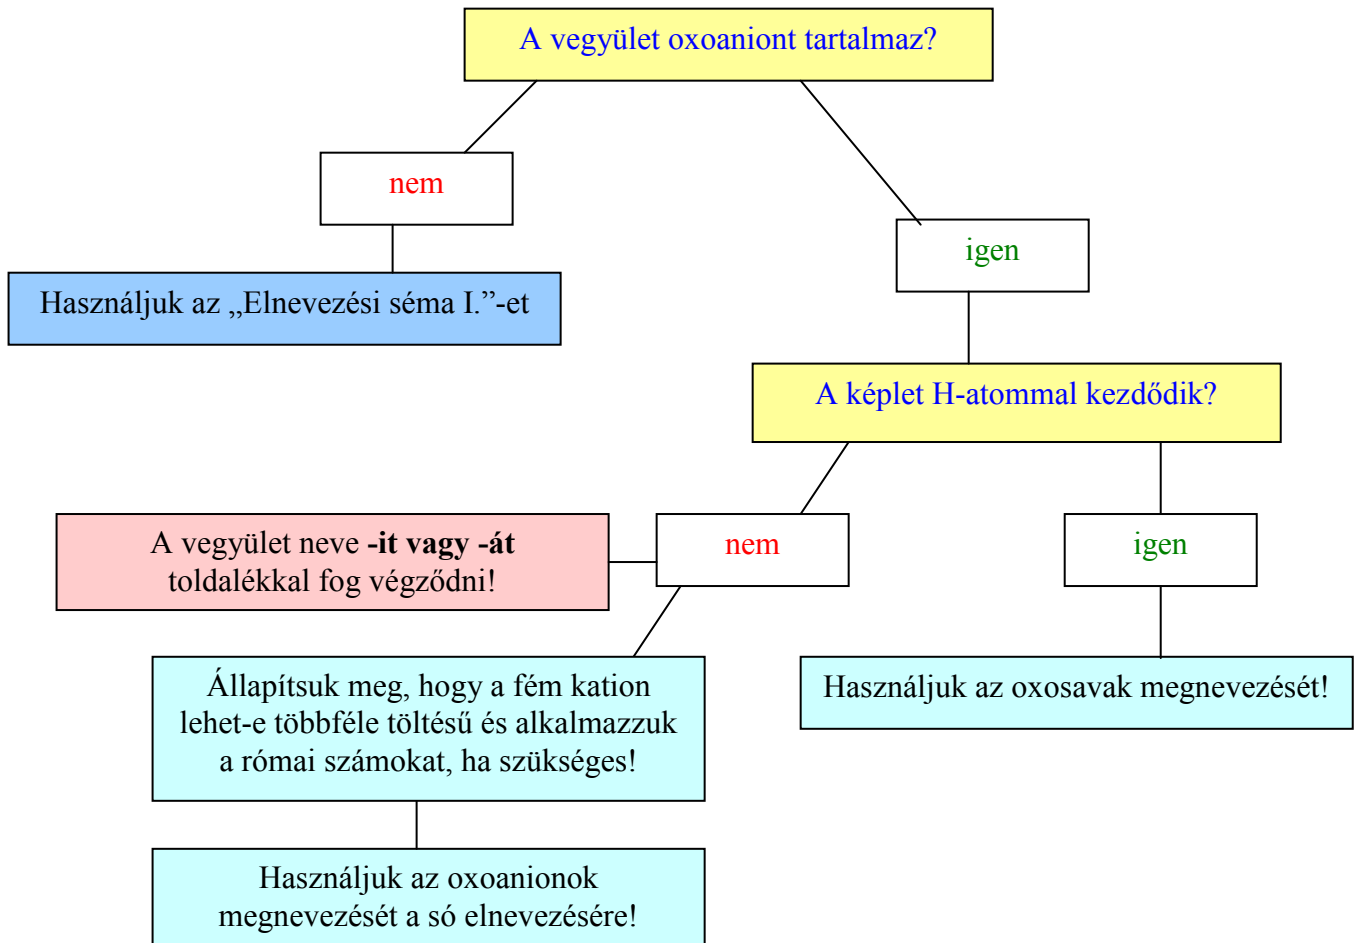 A vegyület oxoaniont tartalmaz?
nem
igen
Használjuk az „Elnevezési séma I.”-et
A képlet H-atommal kezdődik?
A vegyület neve -it vagy -át
toldalékkal fog végződni!
nem
igen
Állapítsuk meg, hogy a fém kation
lehet-e többféle töltésű és alkalmazzuk
a római számokat, ha szükséges!
Használjuk az oxosavak megnevezését!
Használjuk az oxoanionok
megnevezését a só elnevezésére!